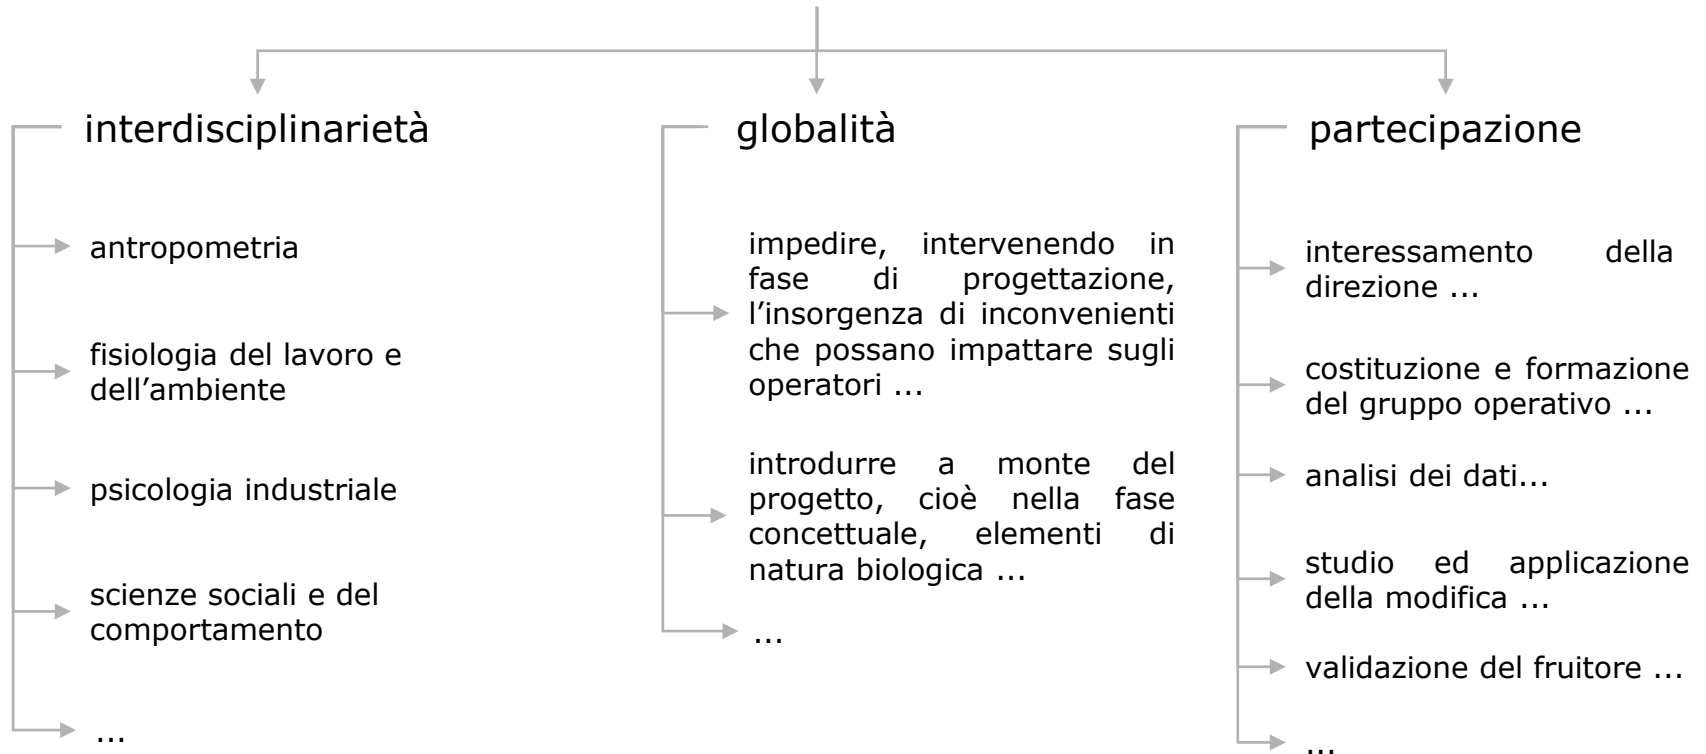 interdisciplinarietà
antropometria
fisiologia del lavoro e
dell’ambiente
psicologia industriale
scienze sociali e del
comportamento
...
globalità
impedire, intervenendo in
fase di progettazione,
l’insorgenza di inconvenienti
che possano impattare sugli
operatori ...
introdurre a monte del
progetto, cioè nella fase
concettuale, elementi di
natura biologica ...
...
partecipazione
interessamento della
direzione ...
costituzione e formazione
del gruppo operativo ...
analisi dei dati...
studio ed applicazione
della modifica ...
validazione del fruitore ...
...